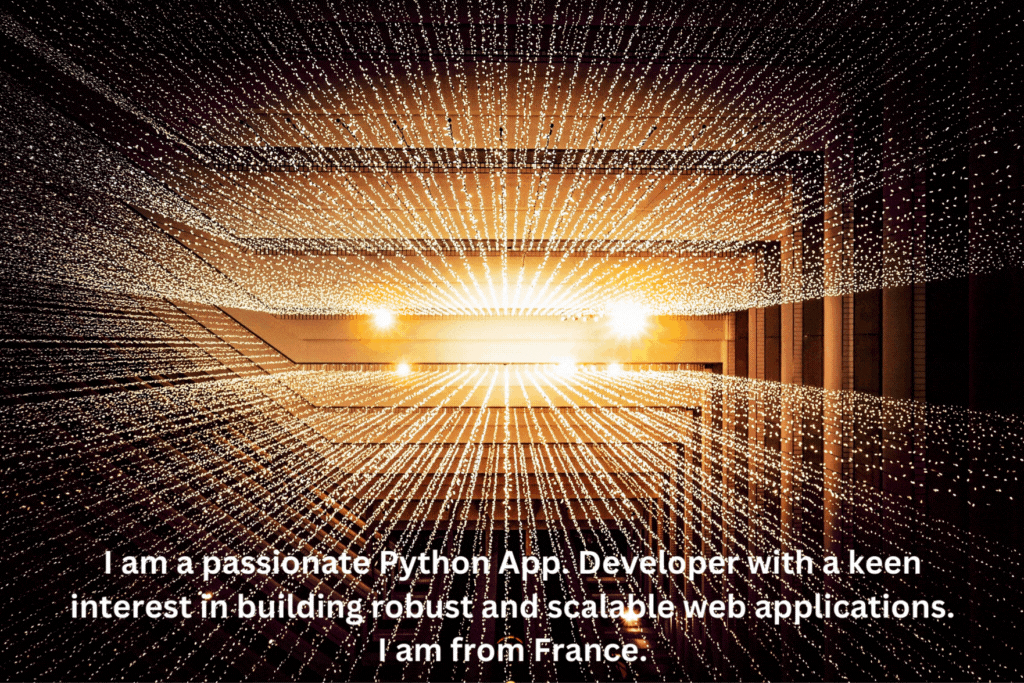 I am a passionate Python App. Developer with a keen
interest in building robust and scalable web applications.
I am from France.